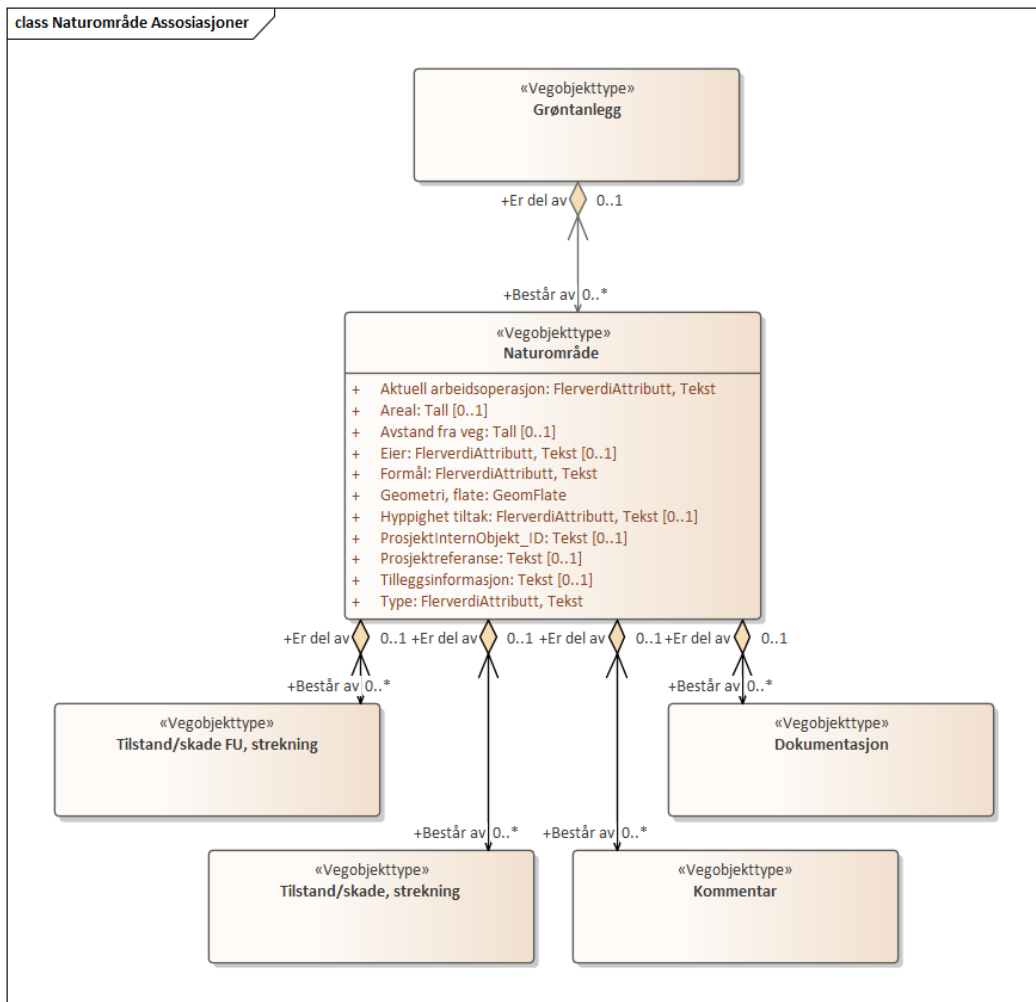 class Naturområde Assosiasjoner
«Vegobjekttype»
Grøntanlegg
+Er del av 0..1
+Består av 0..*
«Vegobjekttype»
Naturområde
+ Aktuell arbeidsoperasjon: FlerverdiAttributt, Tekst
+ Areal: Tall [0..1]
+ Avstand fra veg: Tall [0..1]
+ Eier: FlerverdiAttributt, Tekst [0..1]
+ Formål: FlerverdiAttributt, Tekst
+ Geometri, flate: GeomFlate
+ Hyppighet tiltak: FlerverdiAttributt, Tekst [0..1]
+ ProsjektInternObjekt_ID: Tekst [0..1]
+ Prosjektreferanse: Tekst [0..1]
+ Tilleggsinformasjon: Tekst [0..1]
+ Type: FlerverdiAttributt, Tekst
+Er del av 0..1 +Er del av 0..1 +Er del av 0..1 +Er del av 0..1
+Består av 0..* +Består av 0..*
«Vegobjekttype»
Tilstand/skade FU, strekning
«Vegobjekttype»
Dokumentasjon
+Består av 0..* +Består av 0..*
«Vegobjekttype»
Tilstand/skade, strekning
«Vegobjekttype»
Kommentar